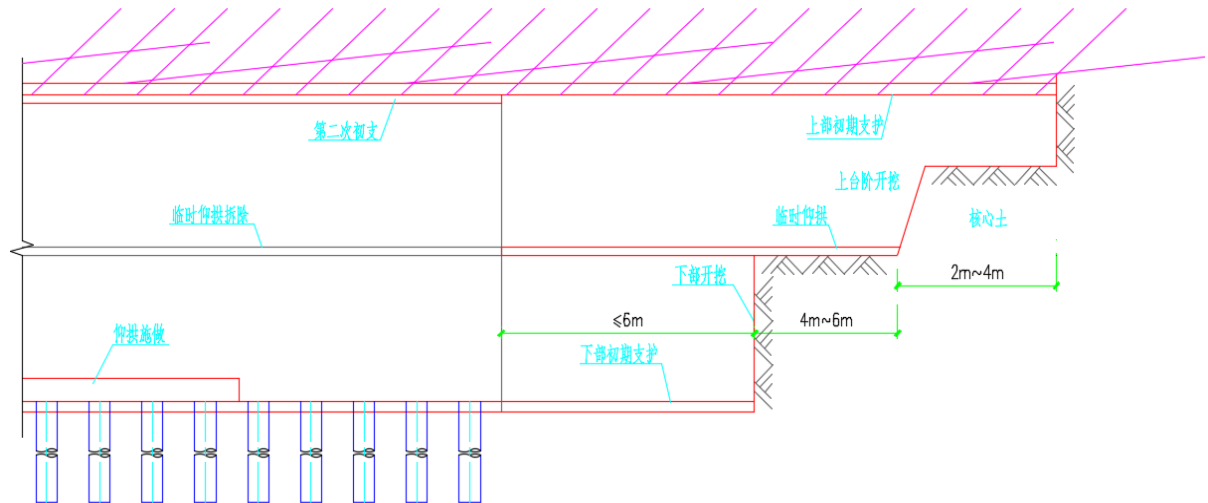 第二次初支
上部初期支护
上台阶开挖
临时仰拱拆除
临时仰拱
核心土
下部开挖
2m~4m
≤6m
4m~6m
仰拱施做
下部初期支护